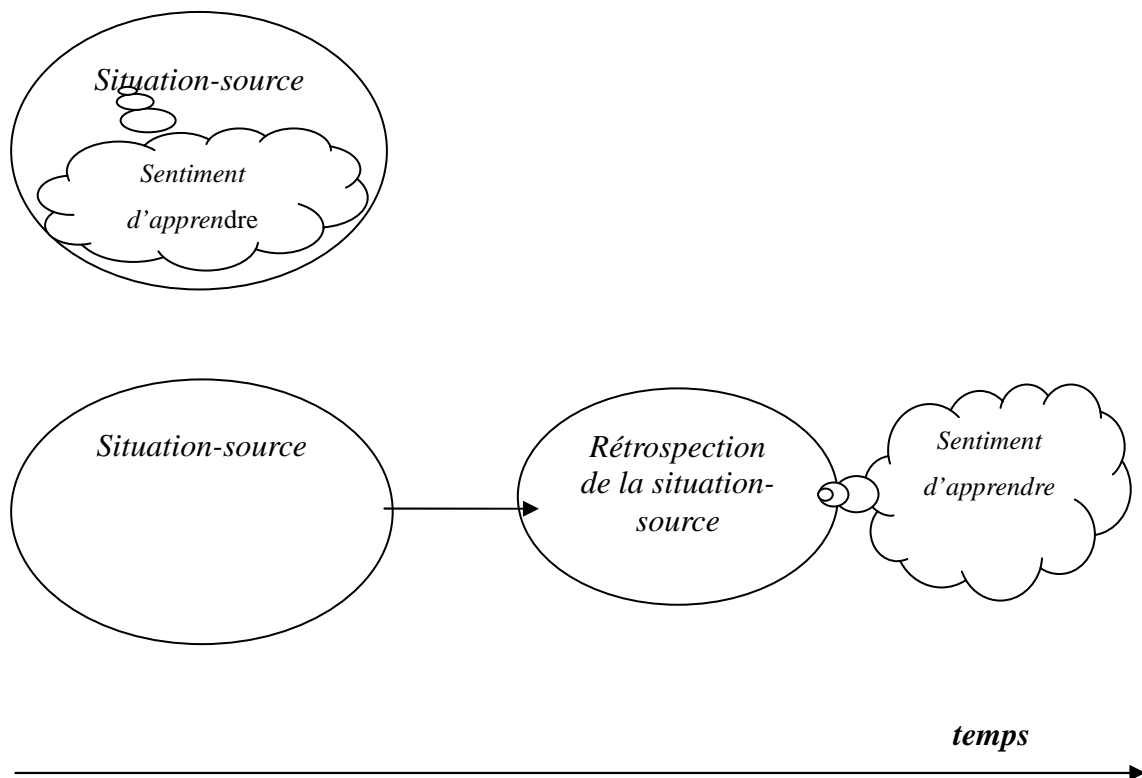 Situation-source
Sentiment
d’apprendre
Situation-source
Rétrospection
de la situation-
source
Sentiment
d’apprendre
temps